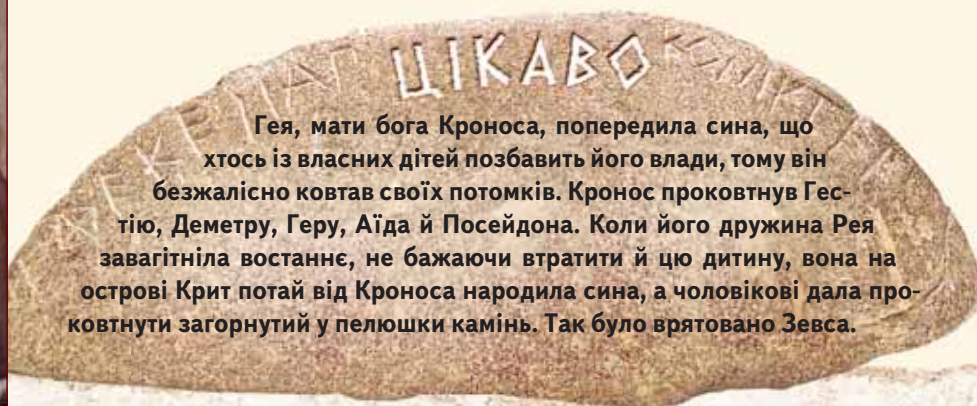 ЦІКАВО
Гея, мати бога Кроноса, попередила сина, що
хтось із власних дітей позбавить його влади, тому він
безжалісно ковтав своїх потомків. Кронос проковтнув Гес-
тію, Деметру, Геру, Аїда й Посейдона. Коли його дружина Рея
завагітніла востаннє, не бажаючи втратити й цю дитину, вона на
острові Крит потай від Кроноса народила сина, а чоловікові дала про-
ковтнути загорнутий у пелюшки камінь. Так було врятовано Зевса.